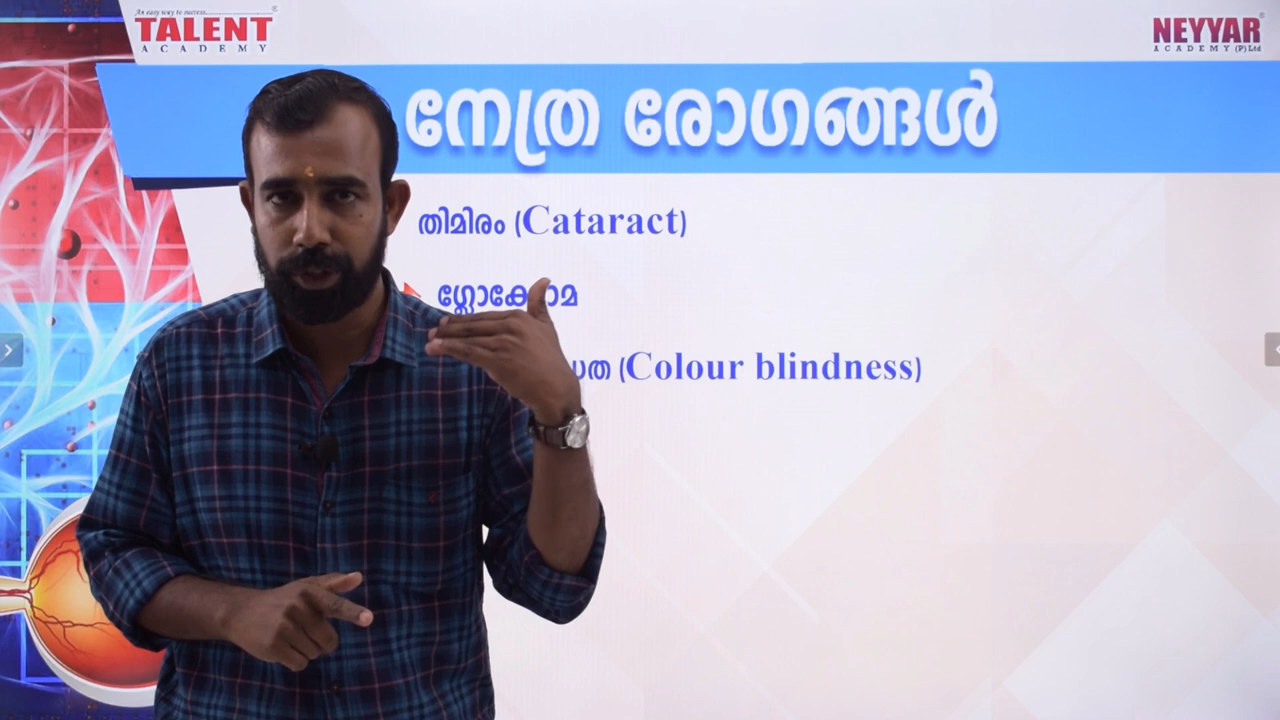 An easy way to success
TALENT
ACADEMY
NEYYAR
ACADEMY (P) Ltd
നേത്ര രോഗങ്ങൾ
തിമിരം (Cataract)
(Colour blindness)